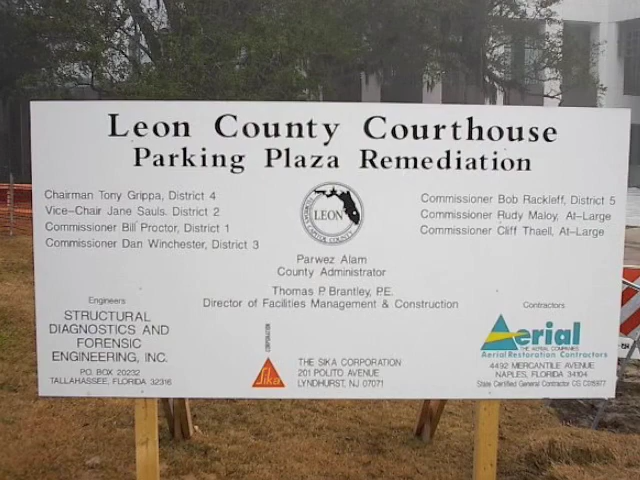 Leon County Courthouse
Parking Plaza Remediation
Chairman Tony Grippa, District 4
Vice-Chair Jane Sauls. District 2
Commissioner Bill Proctor, District 1
Commissioner Dan Winchester, District 3
LEON
Commissioner Bob Rackleff, District 5
Commissioner Rudy Maloy, At-Large
Commissioner Cliff Thaell, At-Large
Parwez Alam
County Administrator
Thomas P. Brantley, P.E.
Director of Facilities Management & Construction
Engineers
STRUCTURAL
DIAGNOSTICS AND
FORENSIC
ENGINEERING, INC.
P.O. BOX 20232
TALLAHASSEE, FLORIDA 32316
Sika
THE SIKA CORPORATION
201 POLITO AVENUE
LYNDHURST, NJ 07071
Contractors
Aerial
THE AERIAL COMPANIES
Aerial Restoration Contractors
4492 MERCANTILE AVENUE
NAPLES, FLORIDA 34104
State Certified General Contractor